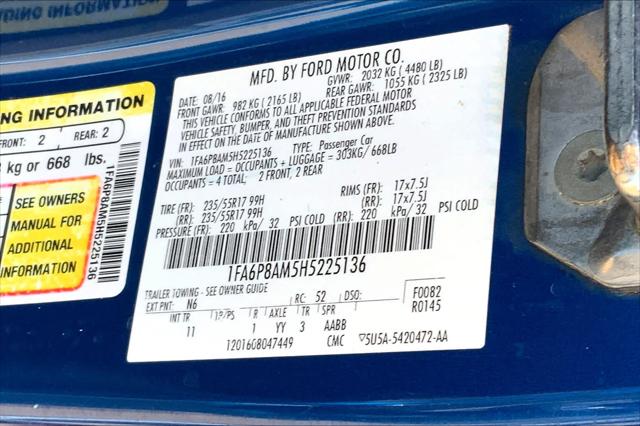 LDING INFORMATION
NG INFORMATION
FRONT: 2 REAR: 2
kg or 668 lbs.
SEE OWNERS
MANUAL FOR
ADDITIONAL
INFORMATION
1FA6P8AM5H5225136
MFD. BY FORD MOTOR CO.
DATE: 08/16 GVWR: 2032 KG ( 4480 LB)
FRONT GAWR: 982 KG ( 2165 LB) REAR GAWR: 1055 KG ( 2325 LB)
THIS VEHICLE CONFORMS TO ALL APPLICABLE FEDERAL MOTOR
VEHICLE SAFETY, BUMPER, AND THEFT PREVENTION STANDARDS
IN EFFECT ON THE DATE OF MANUFACTURE SHOWN ABOVE.
VIN: 1FA6P8AM5H5225136 TYPE: Passenger Car
MAXIMUM LOAD = OCCUPANTS + LUGGAGE = 303KG/ 668LB
OCCUPANTS = 4 TOTAL, 2 FRONT, 2 REAR
TIRE (FR): 235/55R17 99H RIMS (FR): 17x7.5J
(RR): 235/55R17 99H (RR): 17x7.5J
PRESSURE (FR): 220 kPa/ 32 PSI COLD (RR): 220 kPa/ 32 PSI COLD
1FA6P8AM5H5225136
TRAILER TOWING - SEE OWNER GUIDE
EXT PNT: N6 RC: 52 DSO: F0082
INT TR TP/PS R AXLE TR SPR R0145
11 1 YY 3 AABB
1201608047449 CMC 5U5A-5420472-AA